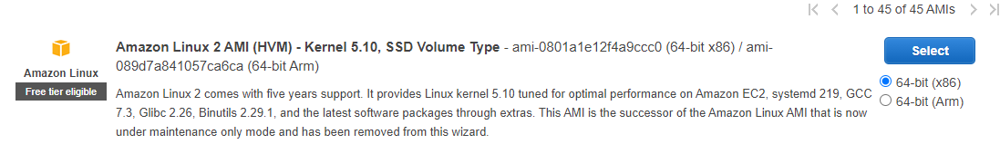 1 to 45 of 45 AMIs
Amazon Linux 2 AMI (HVM) - Kernel 5.10, SSD Volume Type - ami-0801a1e12f4a9ccc0 (64-bit x86) / ami-
089d7a841057ca6ca (64-bit Arm)
Select
Amazon Linux
Free tier eligible
64-bit (x86)
64-bit (Arm)
Amazon Linux 2 comes with five years support. It provides Linux kernel 5.10 tuned for optimal performance on Amazon EC2, systemd 219, GCC
7.3, Glibc 2.26, Binutils 2.29.1, and the latest software packages through extras. This AMI is the successor of the Amazon Linux AMI that is now
under maintenance only mode and has been removed from this wizard.